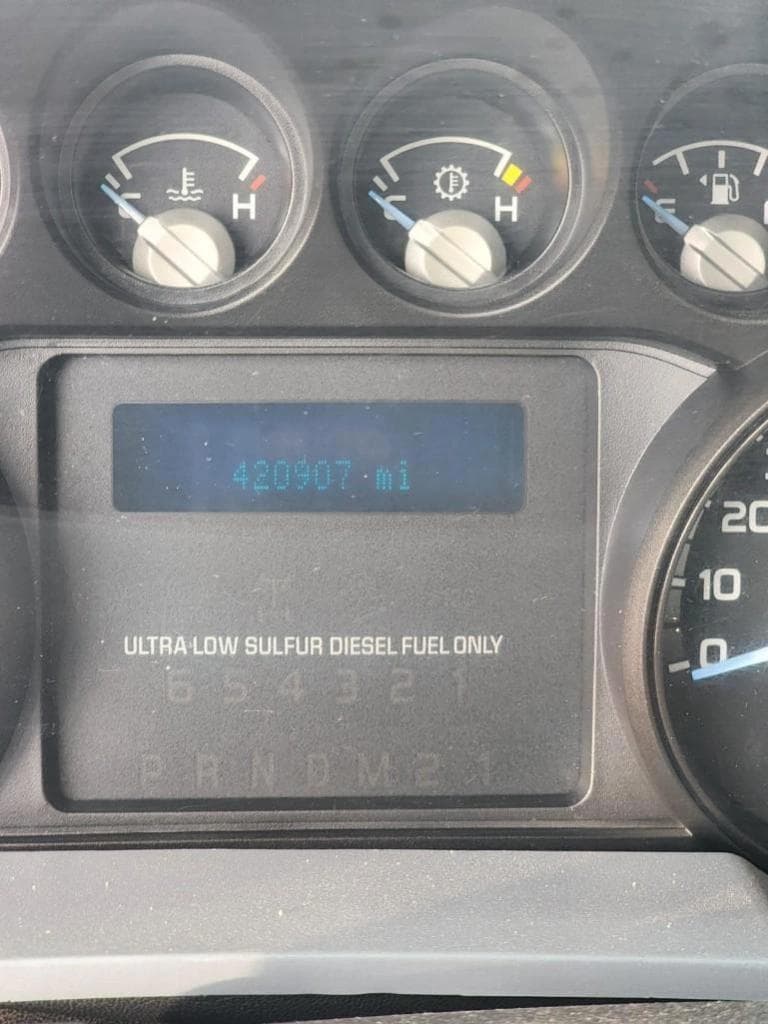 C H
C H
E
420907 mi
ULTRA LOW SULFUR DIESEL FUEL ONLY
6 5 4 3 2 1
P R N D M 2 1
20
10
0